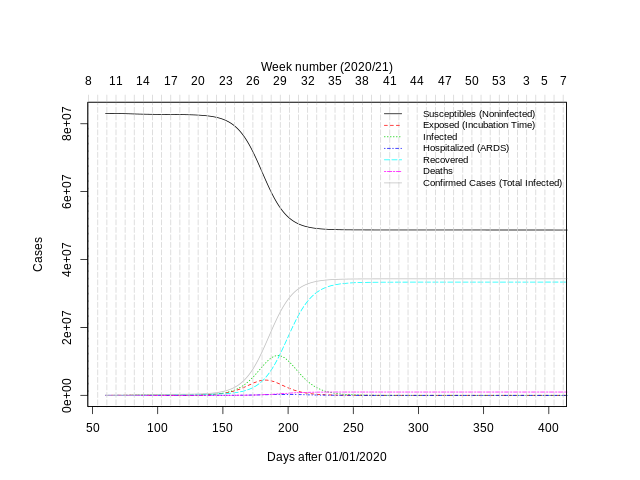 Week number (2020/21)
8 11 14 17 20 23 26 29 32 35 38 41 44 47 50 53 3 5 7
Susceptibles (Noninfected)
Exposed (Incubation Time)
Infected
Hospitalized (ARDS)
Recovered
Deaths
Confirmed Cases (Total Infected)
8e+07
6e+07
4e+07
2e+07
0e+00
Cases
50 100 150 200 250 300 350 400
Days after 01/01/2020